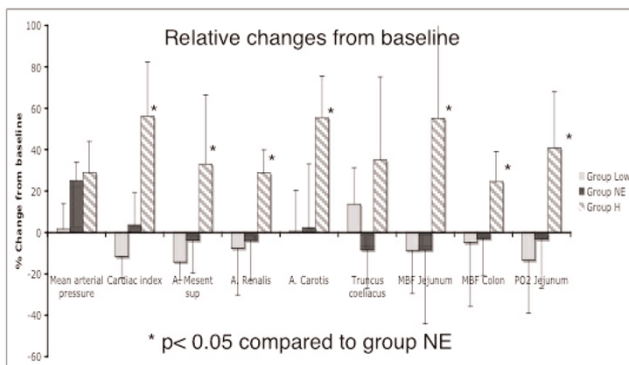 Relative changes from baseline
% Change from baseline
100
80
60
40
20
0
-20
-40
-60
*
*
*
*
*
*
*
Mean arterial pressure
Cardiac index
A. Mesent sup
A. Renalis
A. Carotis
Truncus coeliacus
MBF Jejunum
MBF Colon
PO2 Jejunum
Group Low
Group NE
Group H
* p< 0.05 compared to group NE